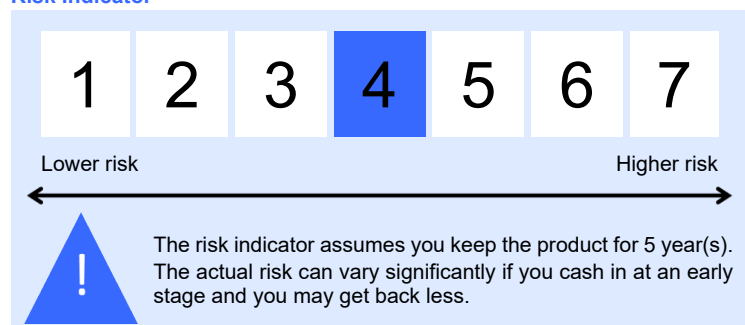 Risk Indicator
1 2 3 4 5 6 7
Lower risk Higher risk
!
The risk indicator assumes you keep the product for 5 year(s).
The actual risk can vary significantly if you cash in at an early
stage and you may get back less.